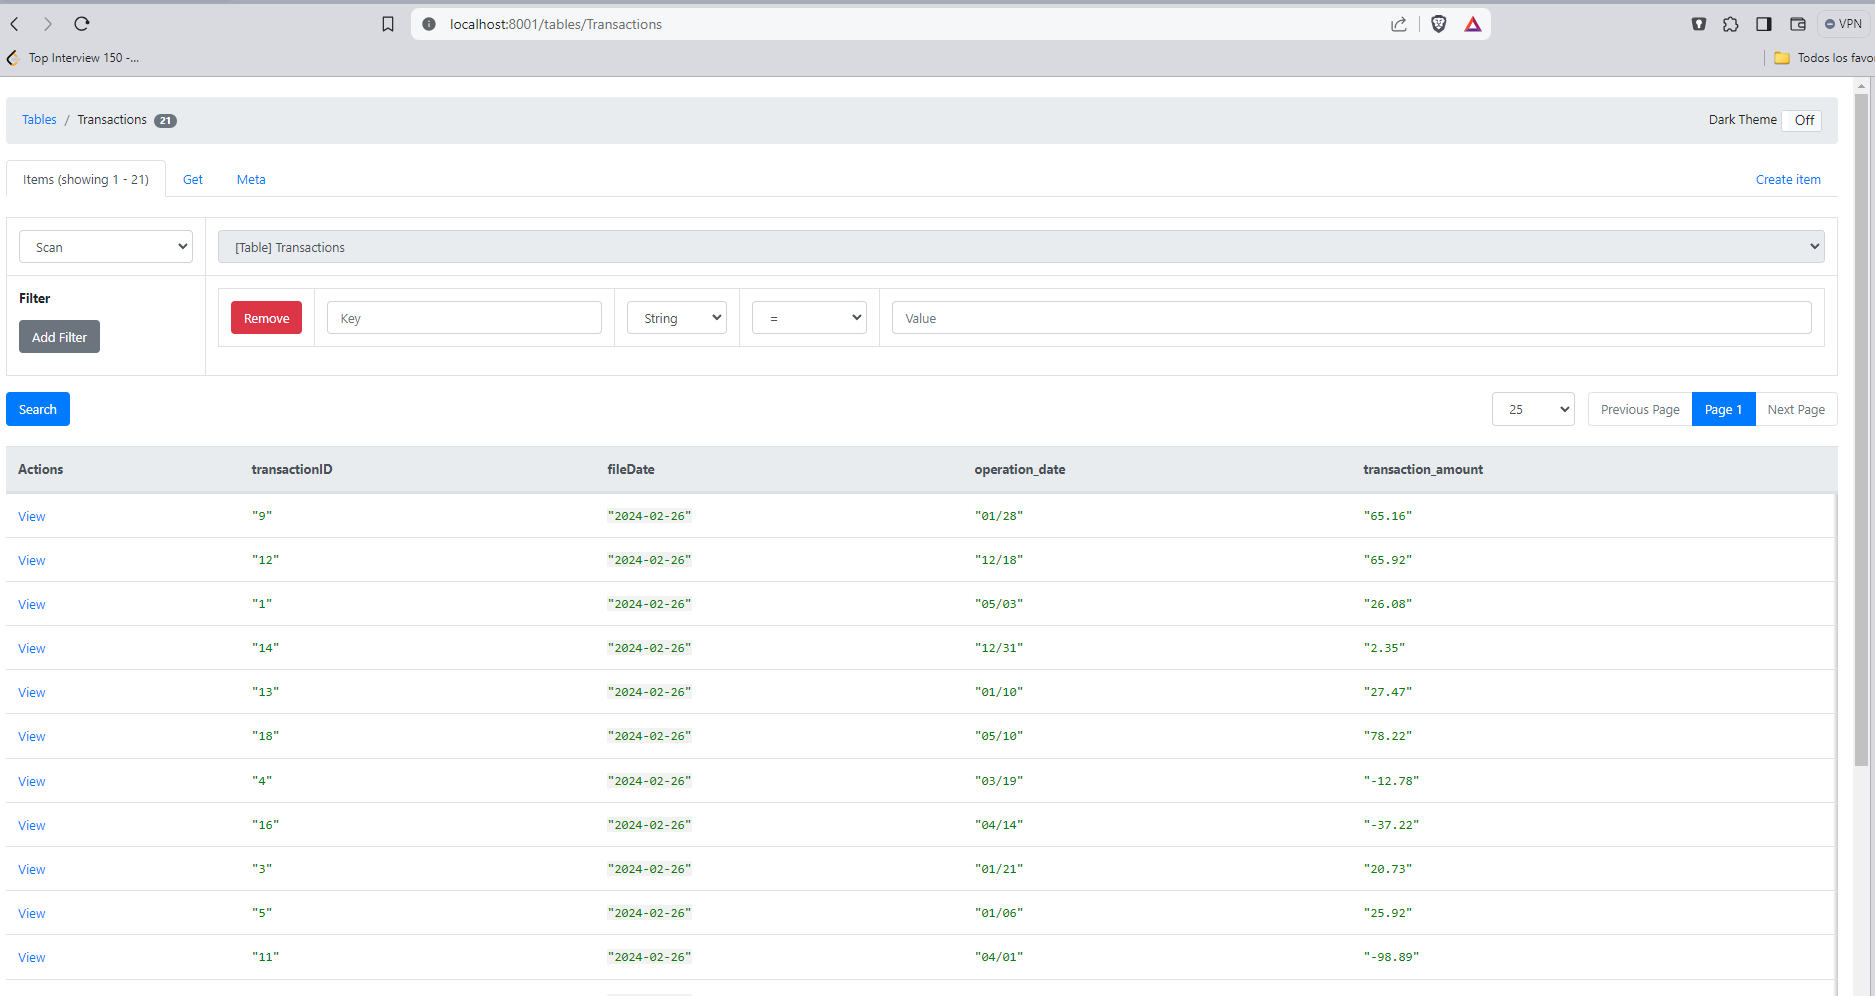 localhost:8001/tables/Transactions
VPN
Top Interview 150 -...
Todos los favo
Tables / Transactions 21
Dark Theme Off
Items (showing 1 - 21) Get Meta Create item
Scan [Table] Transactions
Filter
Add Filter
Remove Key String = Value
Search 25 Previous Page Page 1 Next Page
Actions transactionID fileDate operation_date transaction_amount
View "9" "2024-02-26" "01/28" "65.16"
View "12" "2024-02-26" "12/18" "65.92"
View "1" "2024-02-26" "05/03" "26.08"
View "14" "2024-02-26" "12/31" "2.35"
View "13" "2024-02-26" "01/10" "27.47"
View "18" "2024-02-26" "05/10" "78.22"
View "4" "2024-02-26" "03/19" "-12.78"
View "16" "2024-02-26" "04/14" "-37.22"
View "3" "2024-02-26" "01/21" "20.73"
View "5" "2024-02-26" "01/06" "25.92"
View "11" "2024-02-26" "04/01" "-98.89"